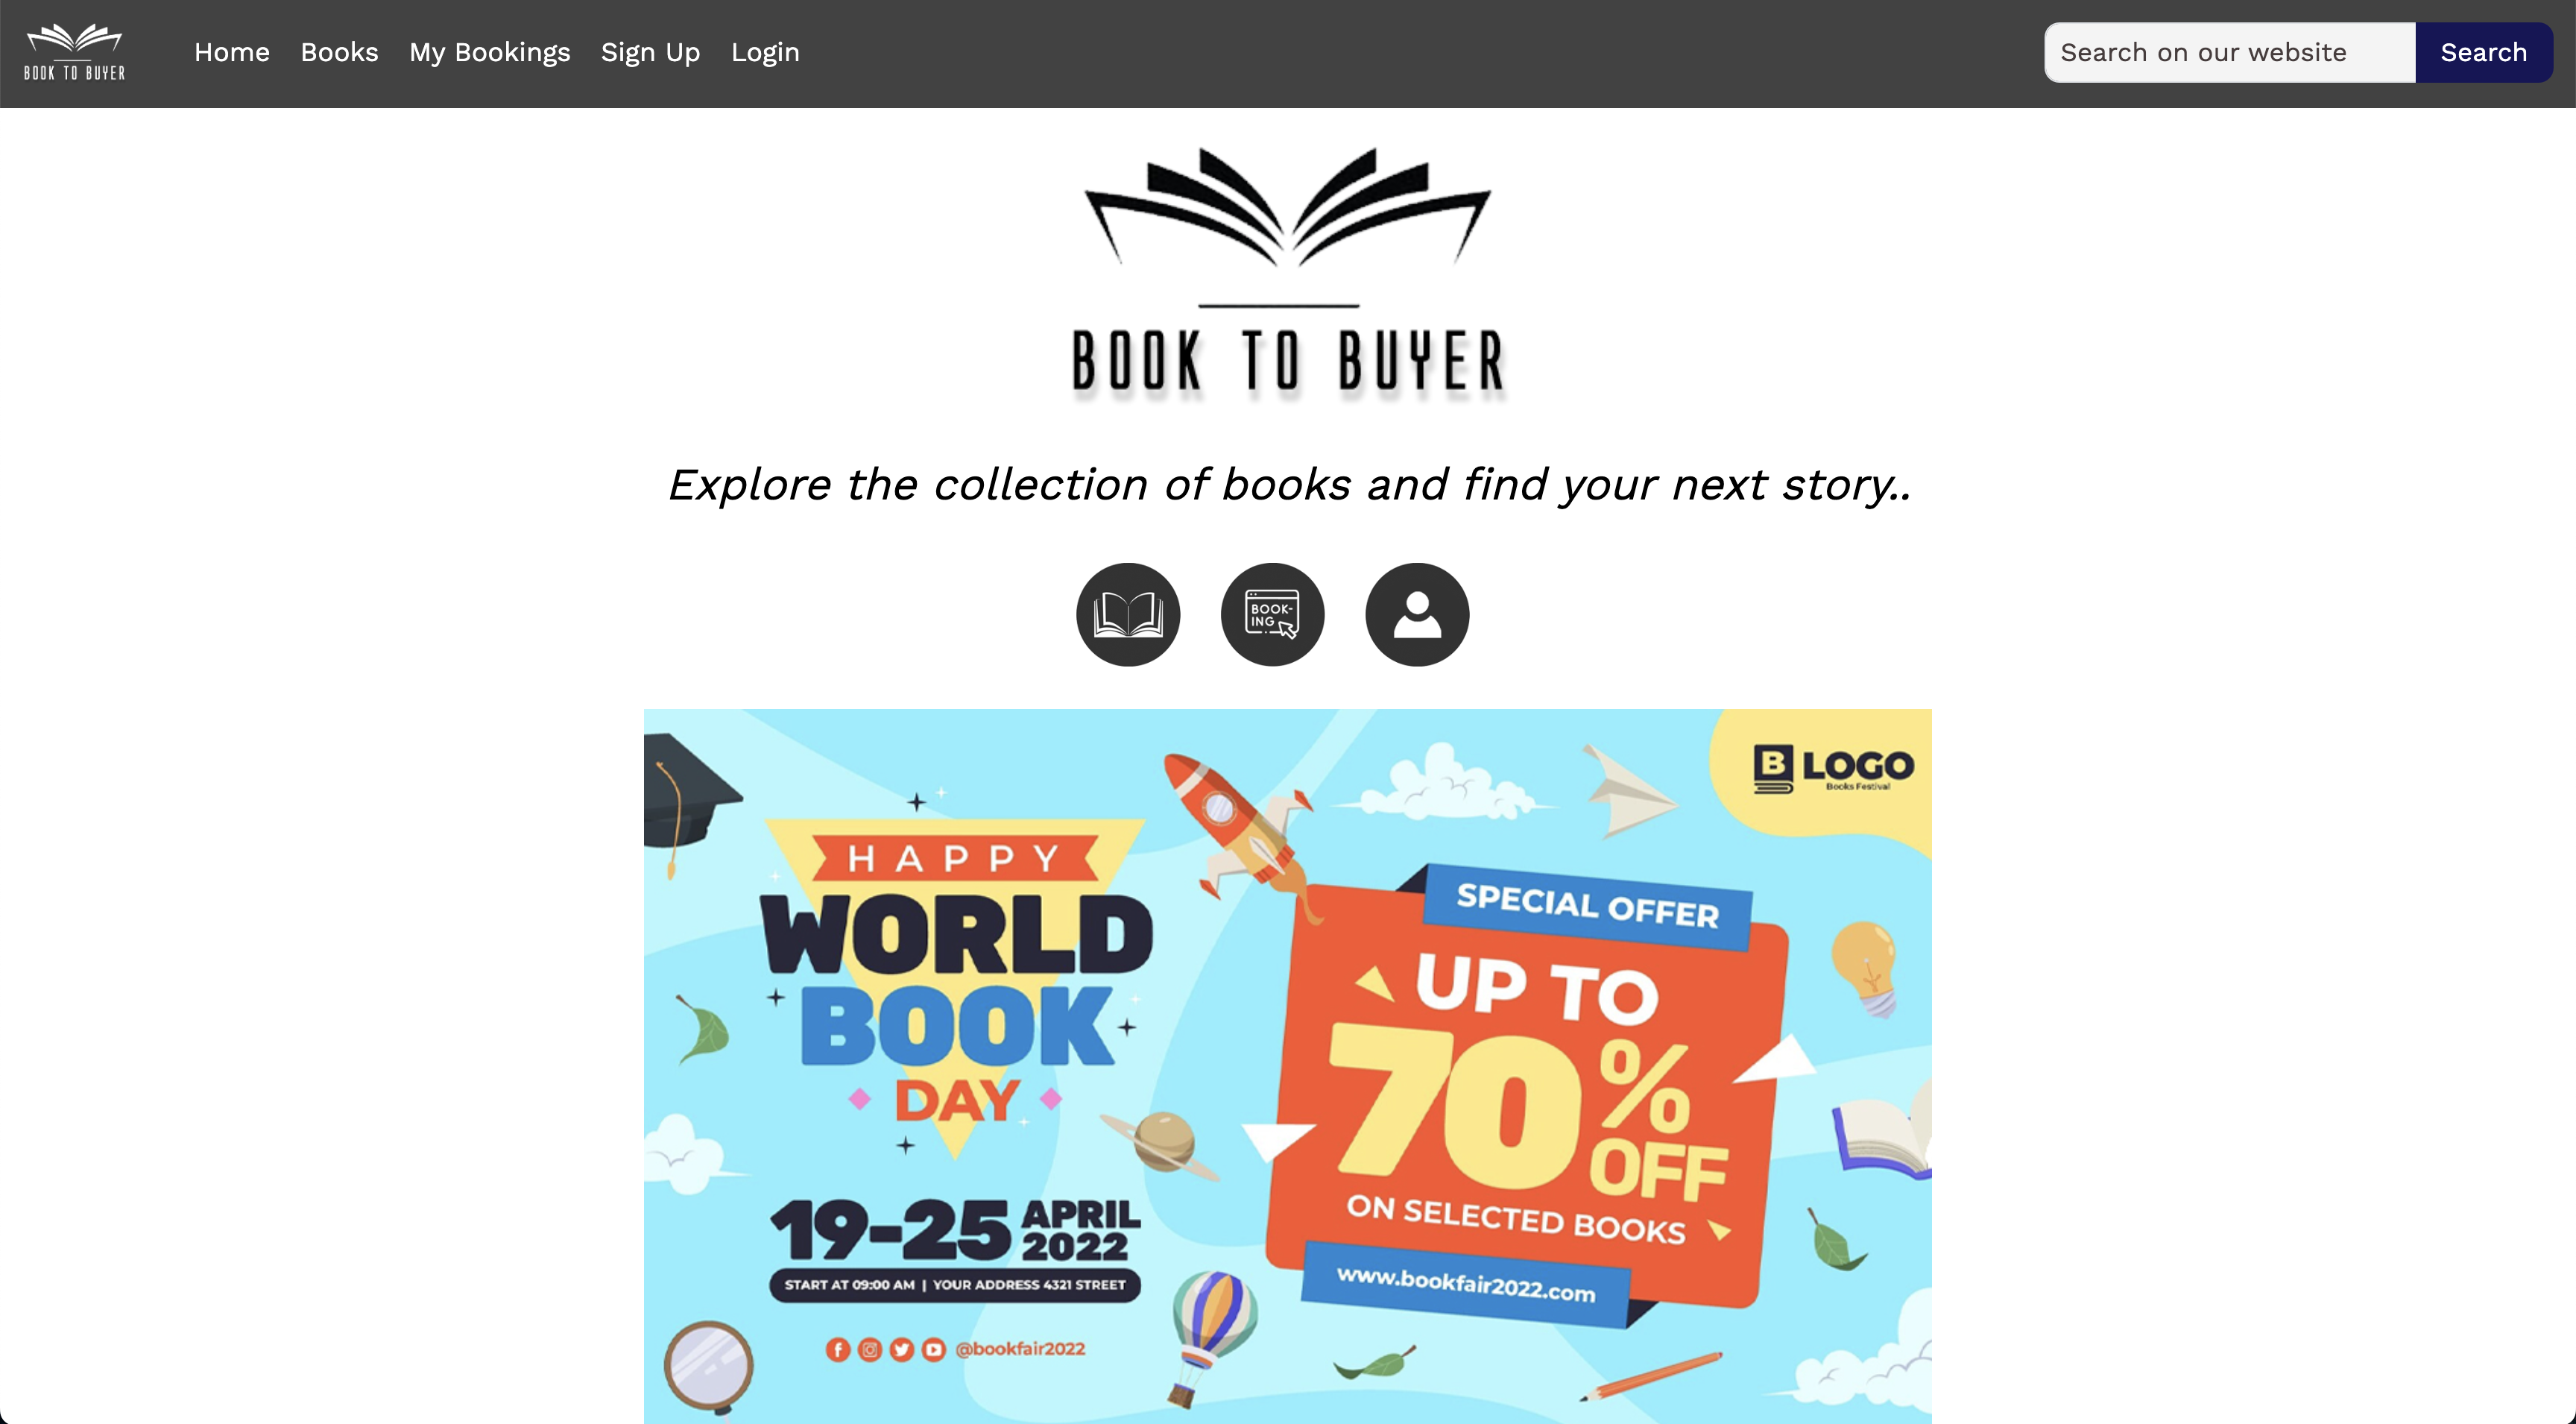 BOOK TO BUYER
Home
Books
My Bookings
Sign Up
Login
Search on our website
Search
BOOK TO BUYER
Explore the collection of books and find your next story..
BOOK-
ING
B LOGO
Books Festival
HAPPY
WORLD
BOOK
DAY
19-25 APRIL
2022
START AT 09:00 AM | YOUR ADDRESS 4321 STREET
@bookfair2022
SPECIAL OFFER
UP TO
70%
OFF
ON SELECTED BOOKS
www.bookfair2022.com